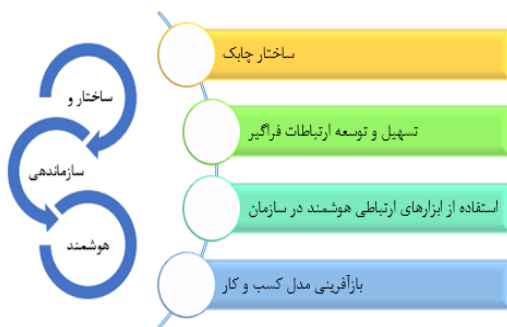 ساختار و
سازماندهی
هوشمند
ساختار چابک
تسهیل و توسعه ارتباطات فراگیر
استفاده از ابزارهای ارتباطی هوشمند در سازمان
بازآفرینی مدل کسب و کار